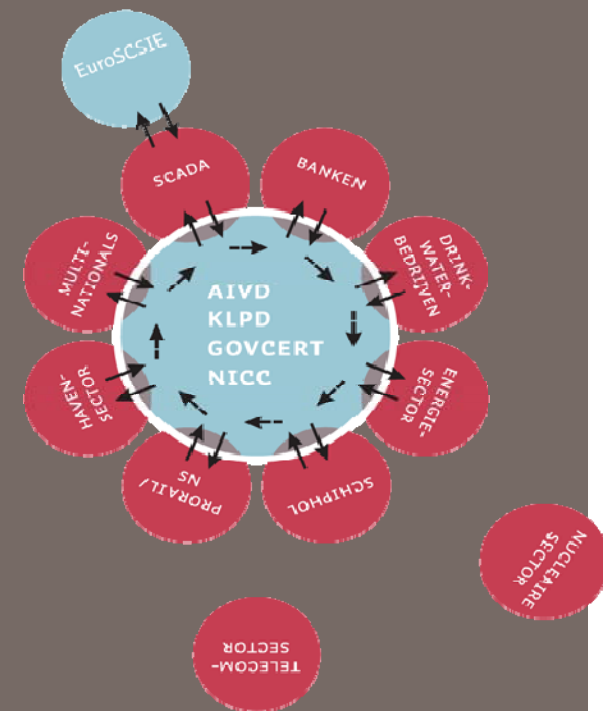 EuroSCSIE
SCADA
BANKEN
DRINK-
WATER-
BEDRIJVEN
ENERGIE-
SECTOR
SCHIPHOL
PRORAIL/
NS
HAVEN-
SECTOR
MULTI-
NATIONALS
AIVD
KLPD
GOVCERT
NICC
NUCLEAIRE
SECTOR
TELECOM-
SECTOR